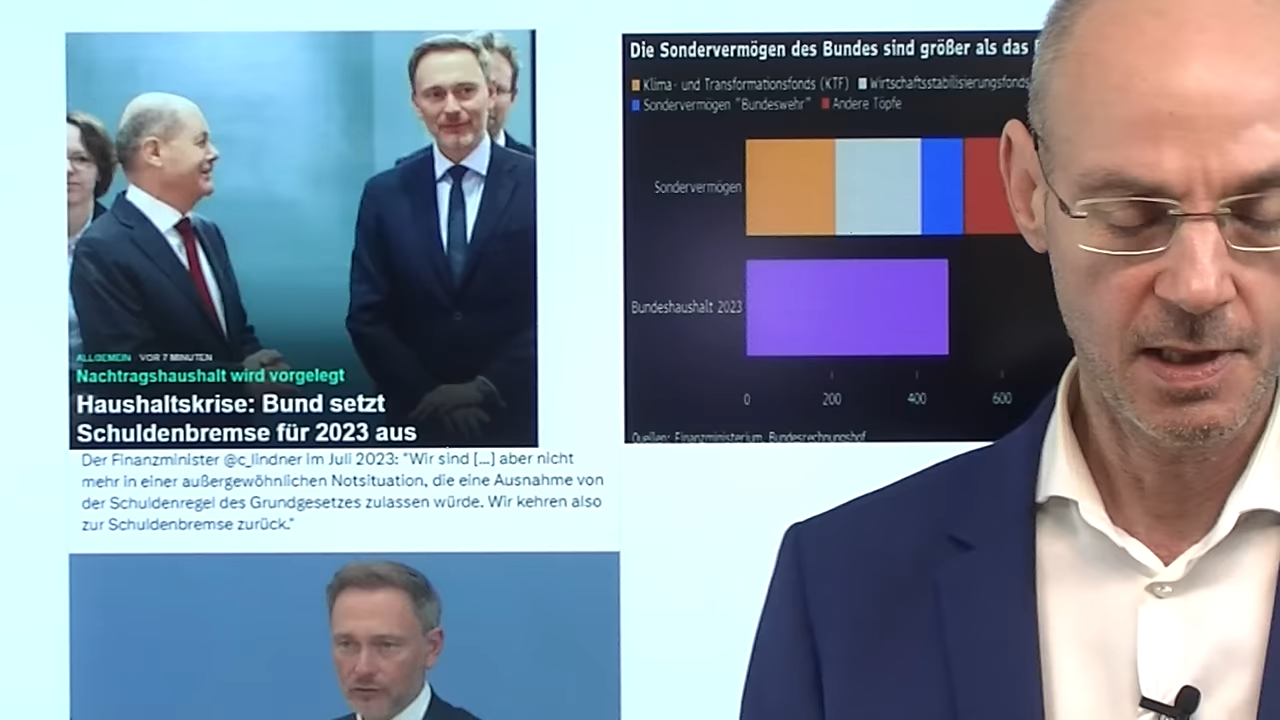 ALLGEMEIN VOR 7 MINUTEN
Nachtragshaushalt wird vorgelegt
Haushaltskrise: Bund setzt
Schuldenbremse für 2023 aus
Der Finanzminister @c_lindner im Juli 2023: "Wir sind [...] aber nicht
mehr in einer außergewöhnlichen Notsituation, die eine Ausnahme von
der Schuldenregel des Grundgesetzes zulassen würde. Wir kehren also
zur Schuldenbremse zurück."
Die Sondervermögen des Bundes sind größer als das
Klima- und Transformationsfonds (KTF) Wirtschaftsstabilisierungsfonds
Sondervermögen "Bundeswehr" Andere Töpfe
Sondervermögen
Bundeshaushalt 2023
0 200 400 600
Quellen: Finanzministerium, Bundesrechnungshof